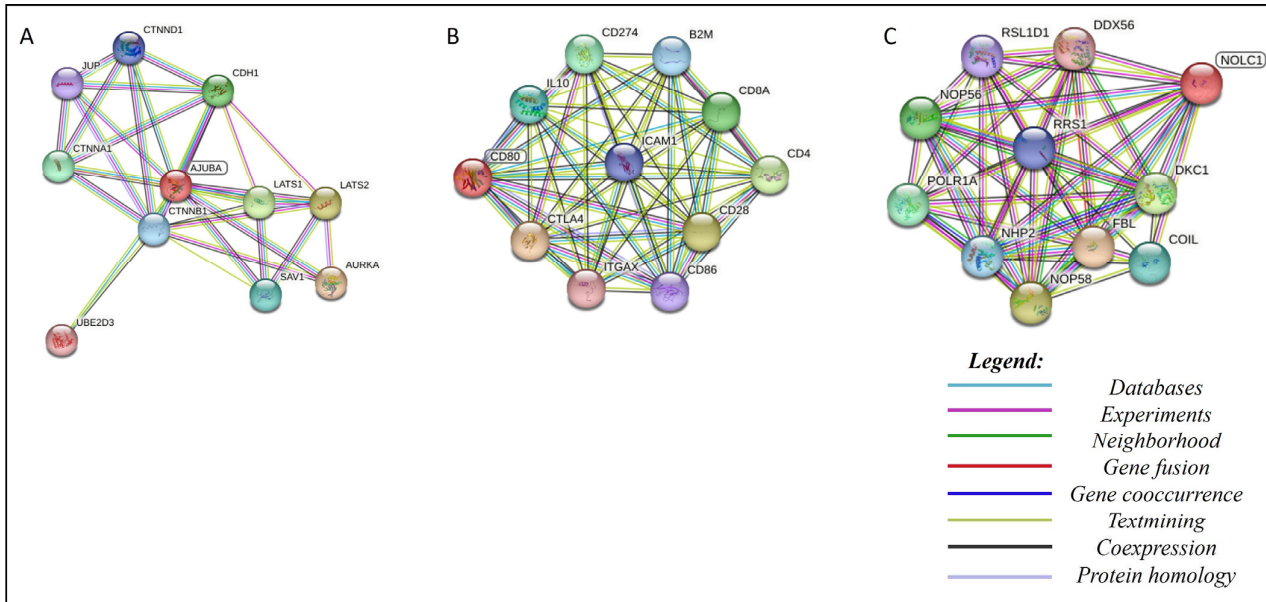 A
CTNND1
JUP
CDH1
CTNNA1
AJUBA
LATS1
LATS2
CTNNB1
SAV1
AURKA
UBE2D3
B
CD274
B2M
IL10
CD8A
ICAM1
CD80
CD4
CTLA4
CD28
ITGAX
CD86
C
RSL1D1
DDX56
NOLC1
NOP56
RRS1
POLR1A
DKC1
NHP2
FBL
COIL
NOP58
Legend:
Databases
Experiments
Neighborhood
Gene fusion
Gene cooccurrence
Textmining
Coexpression
Protein homology